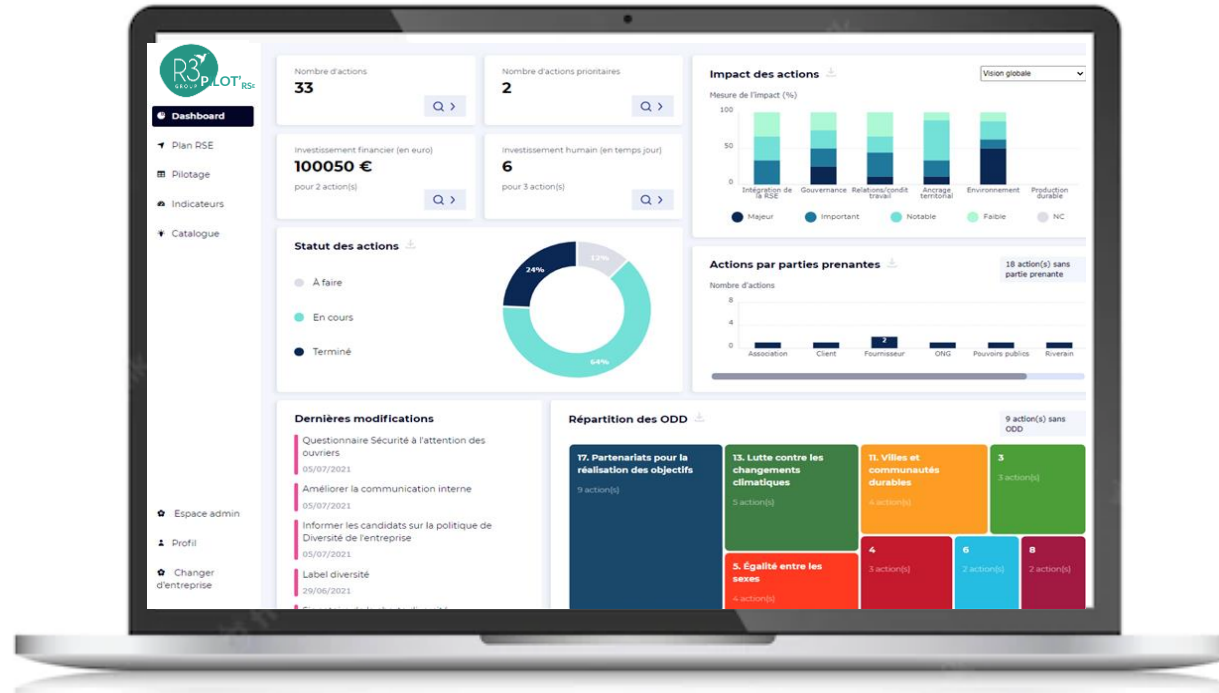 R3
GROUP
PILOT'RSE
Dashboard
Plan RSE
Pilotage
Indicateurs
Catalogue
Espace admin
Profil
Changer
d'entreprise
Nombre d'actions
33
Nombre d'actions prioritaires
2
Investissement financier (en euro)
100050 €
pour 2 action(s)
Investissement humain (en temps jour)
6
pour 3 action(s)
Impact des actions
Vision globale
Mesure de l'impact (%)
100
50
0
Intégration de
la RSE
Gouvernance
Relations/condit
travail
Ancrage
territorial
Environnement
Production
durable
Majeur
Important
Notable
Faible
NC
Statut des actions
À faire
En cours
Terminé
24%
12%
64%
Actions par parties prenantes
18 action(s) sans
partie prenante
Nombre d'actions
8
4
0
2
Association
Client
Fournisseur
ONG
Pouvoirs publics
Riverain
Dernières modifications
Questionnaire Sécurité à l'attention des
ouvriers
05/07/2021
Améliorer la communication interne
05/07/2021
Informer les candidats sur la politique de
Diversité de l'entreprise
05/07/2021
Label diversité
29/06/2021
Répartition des ODD
9 action(s) sans
ODD
17. Partenariats pour la
réalisation des objectifs
9 action(s)
13. Lutte contre les
changements
climatiques
5 action(s)
11. Villes et
communautés
durables
4 action(s)
3
3 action(s)
5. Égalité entre les
sexes
4 action(s)
4
3 action(s)
6
2 action(s)
8
2 action(s)